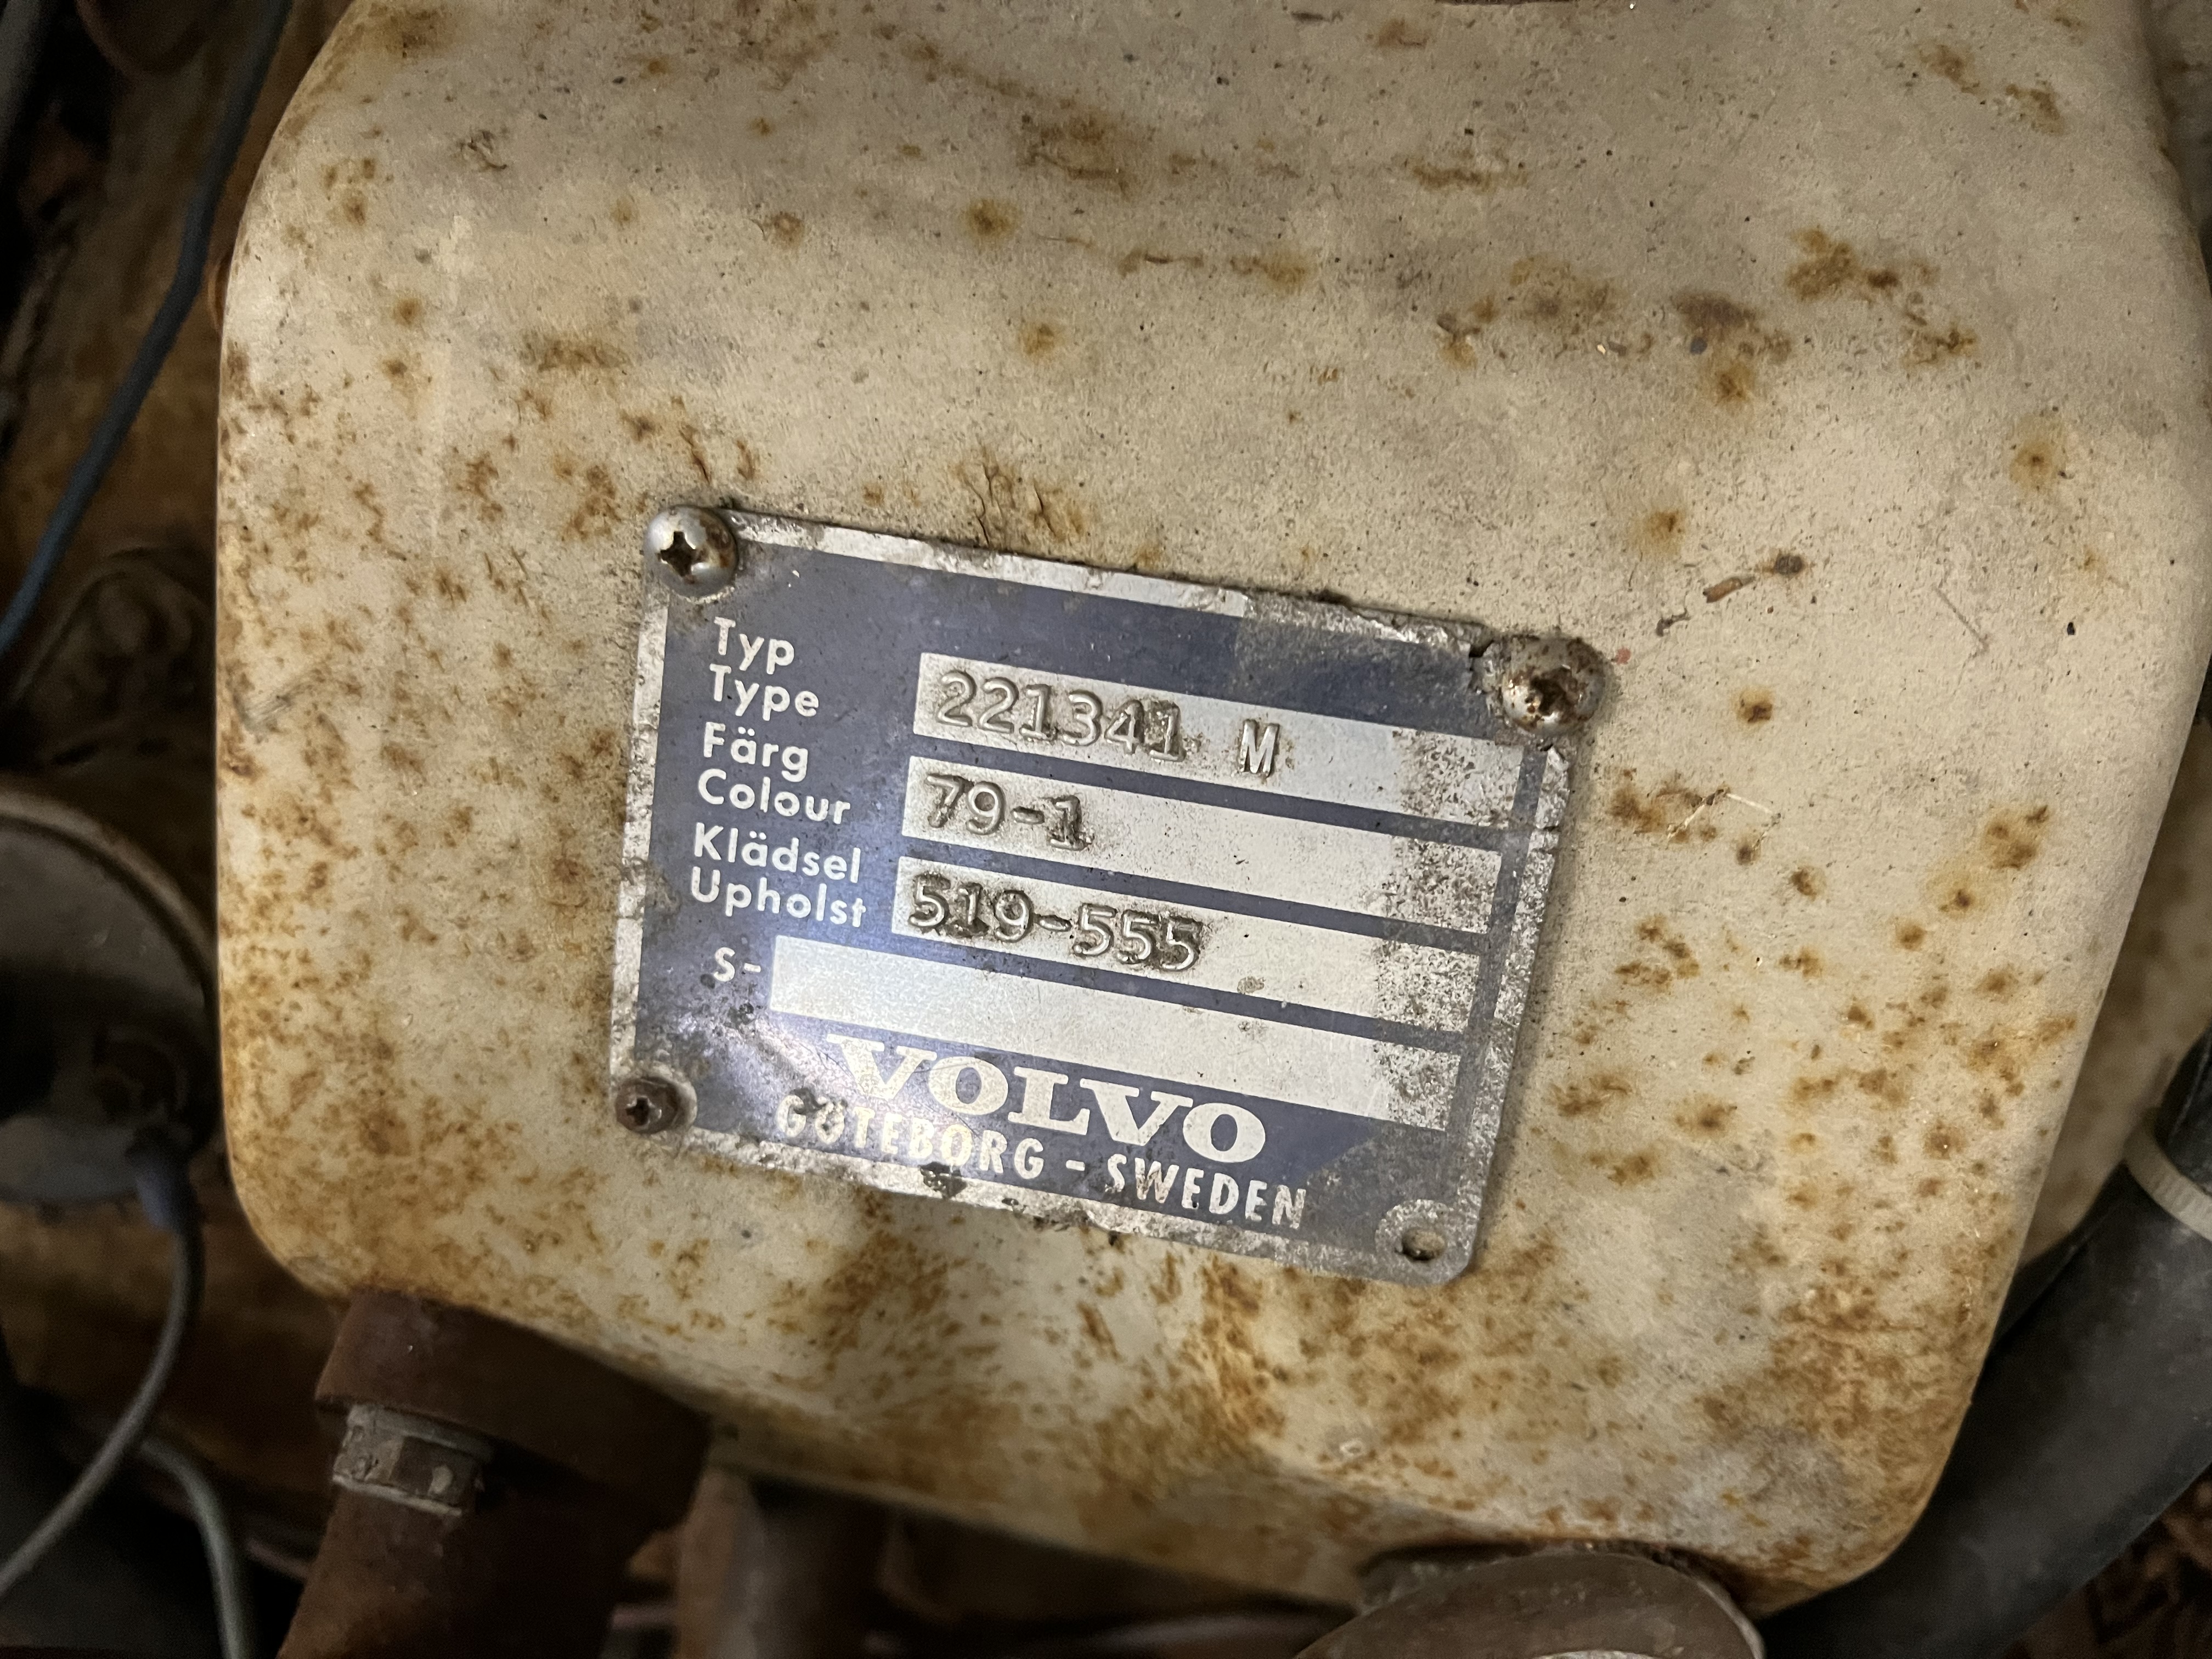 Typ
Type 221341 M
Färg
Colour 79-1
Klädsel
Upholst 519-555
S-
VOLVO
GÖTEBORG - SWEDEN